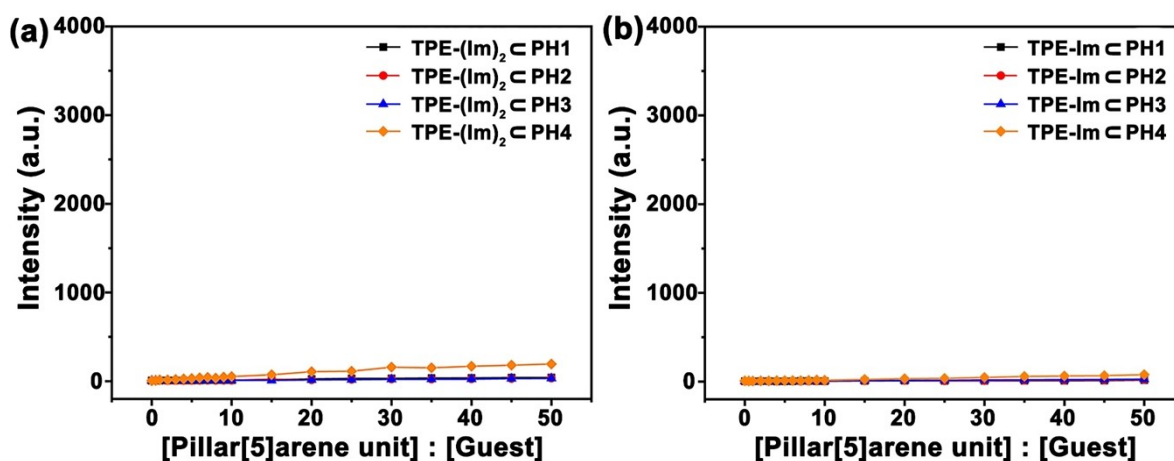 (a)
4000
3000
2000
1000
0
Intensity (a.u.)
TPE-(Im)₂⊂PH1
TPE-(Im)₂⊂PH2
TPE-(Im)₂⊂PH3
TPE-(Im)₂⊂PH4
0 10 20 30 40 50
[Pillar[5]arene unit] : [Guest]
(b)
4000
3000
2000
1000
0
Intensity (a.u.)
TPE-Im⊂PH1
TPE-Im⊂PH2
TPE-Im⊂PH3
TPE-Im⊂PH4
0 10 20 30 40 50
[Pillar[5]arene unit] : [Guest]